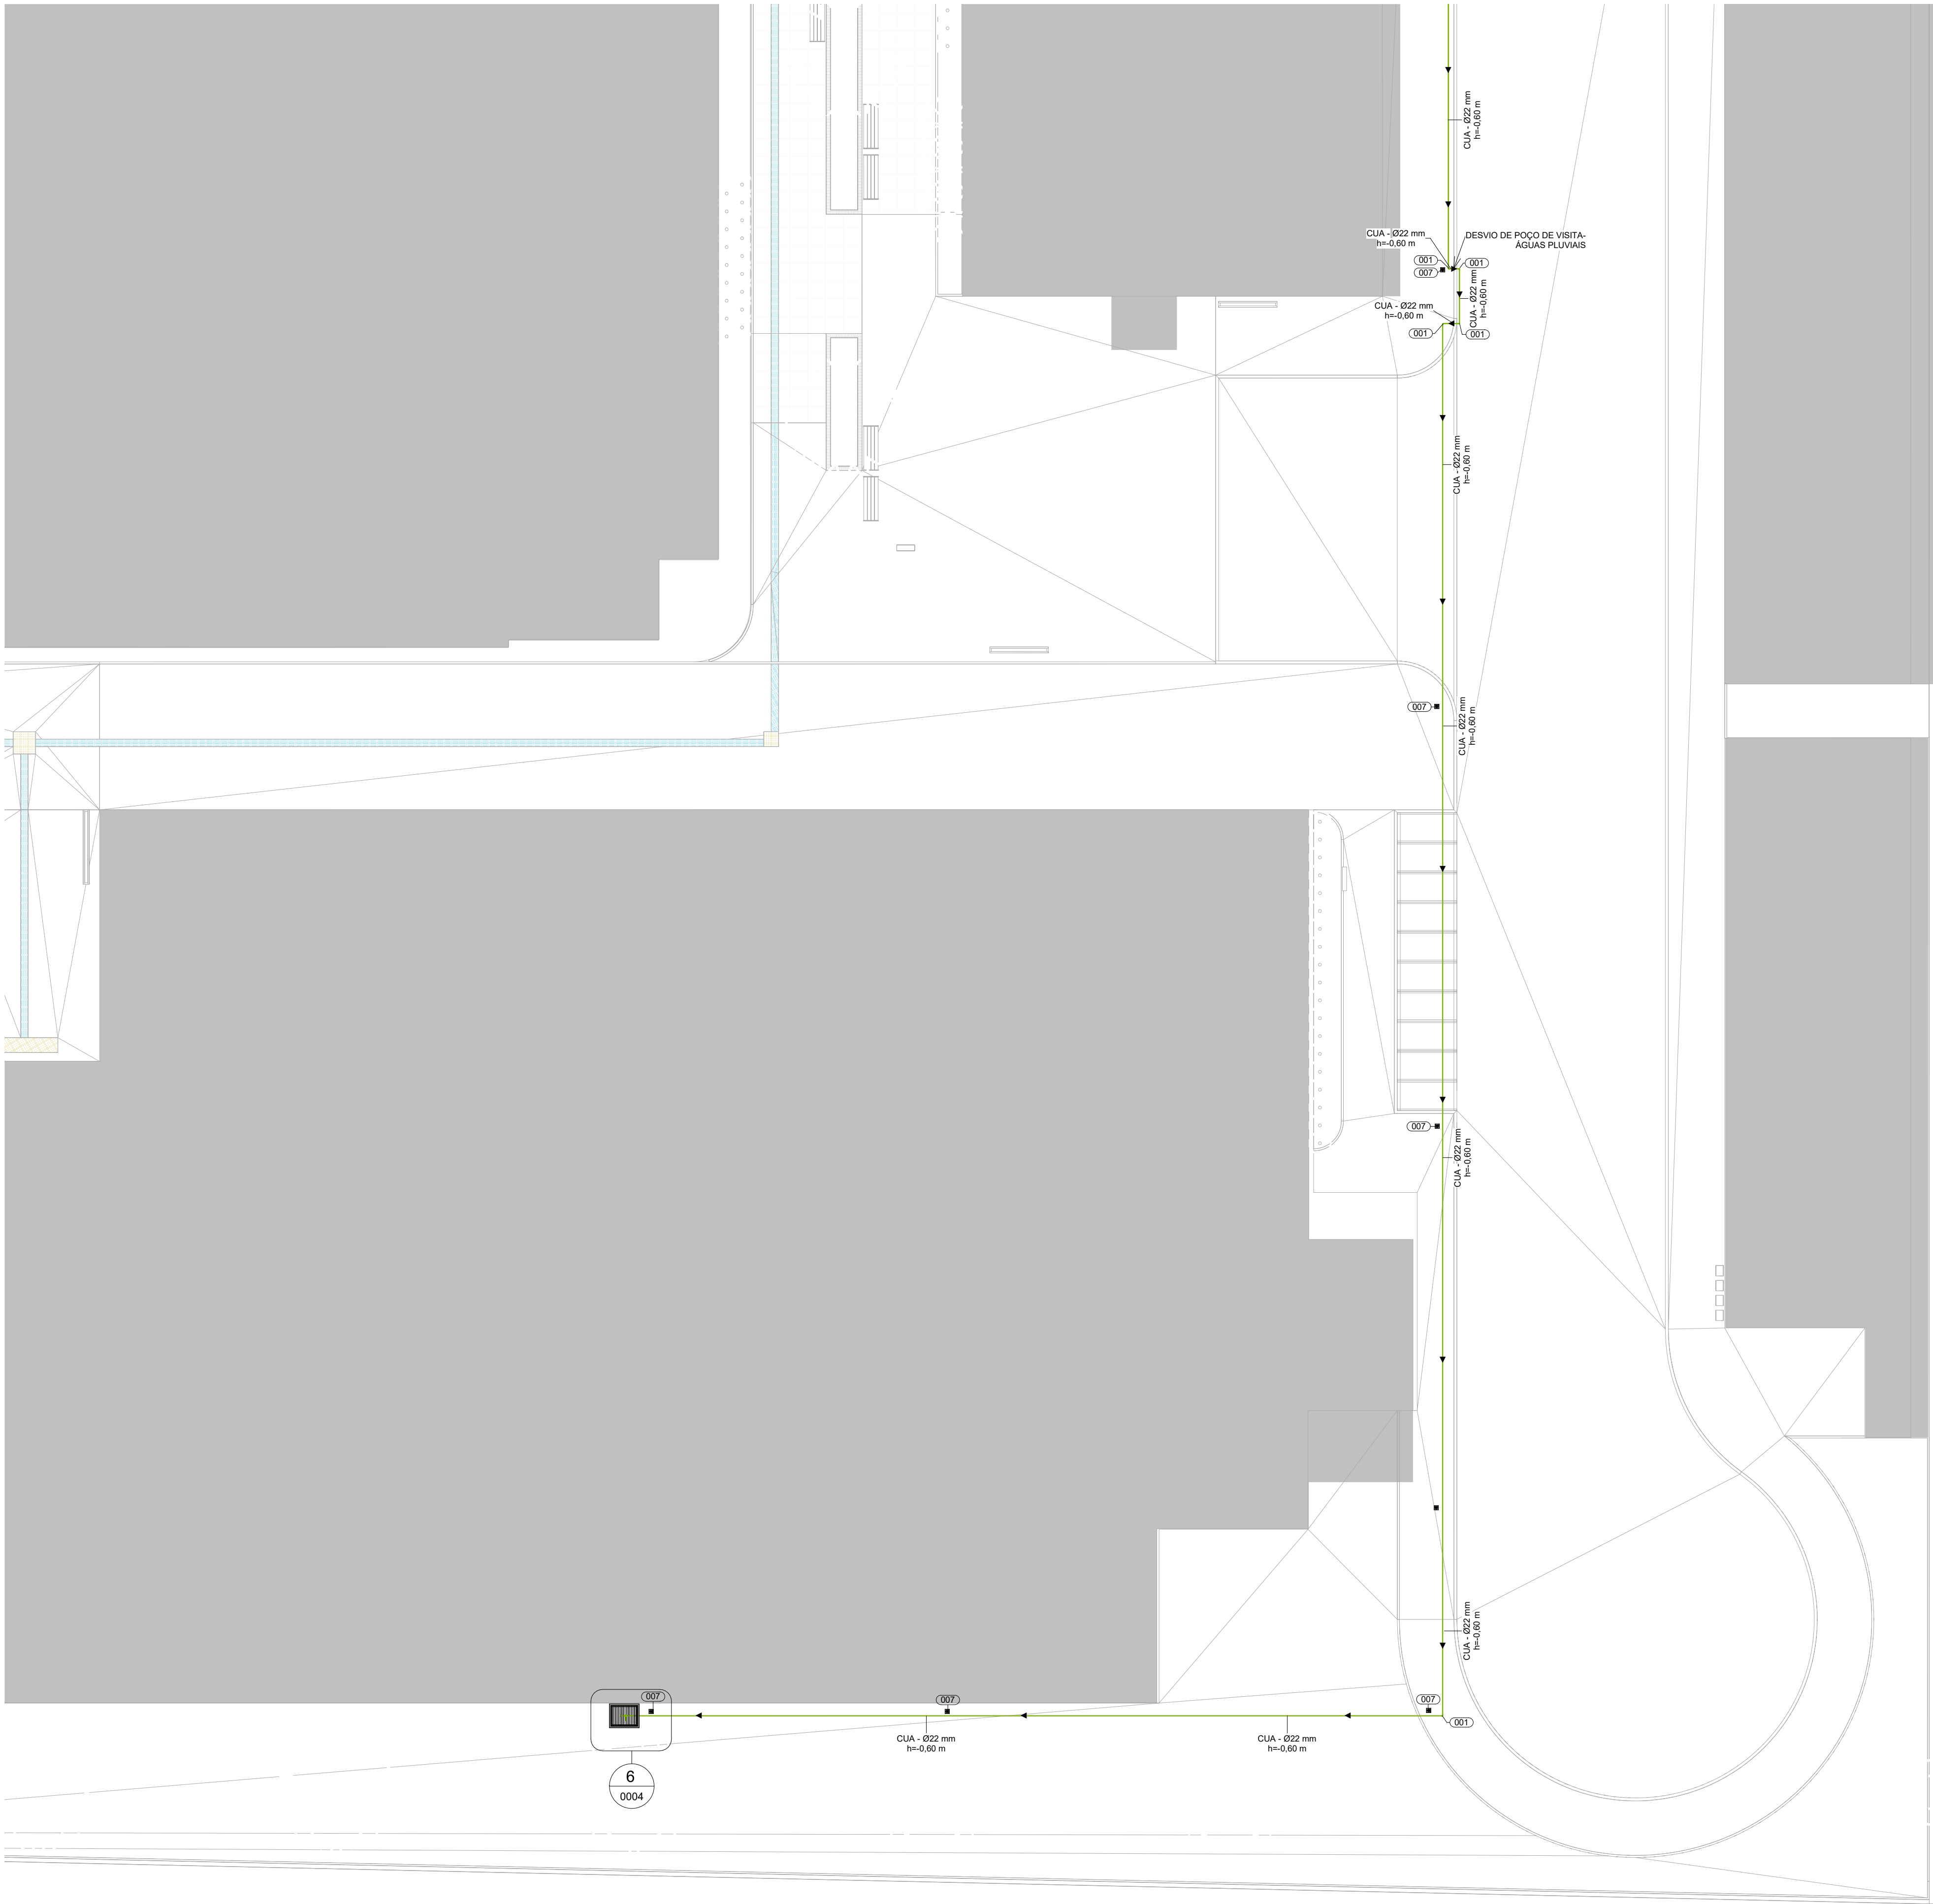 CUA - Ø22 mm
h=-0,60 m
CUA - Ø22 mm
h=-0,60 m
DESVIO DE POÇO DE VISITA-
ÁGUAS PLUVIAIS
001
001
007
CUA - Ø22 mm
h=-0,60 m
CUA - Ø22 mm
h=-0,60 m
001
001
CUA - Ø22 mm
h=-0,60 m
007
CUA - Ø22 mm
h=-0,60 m
007
CUA - Ø22 mm
h=-0,60 m
CUA - Ø22 mm
h=-0,60 m
007
007
007
001
CUA - Ø22 mm
h=-0,60 m
CUA - Ø22 mm
h=-0,60 m
6
0004